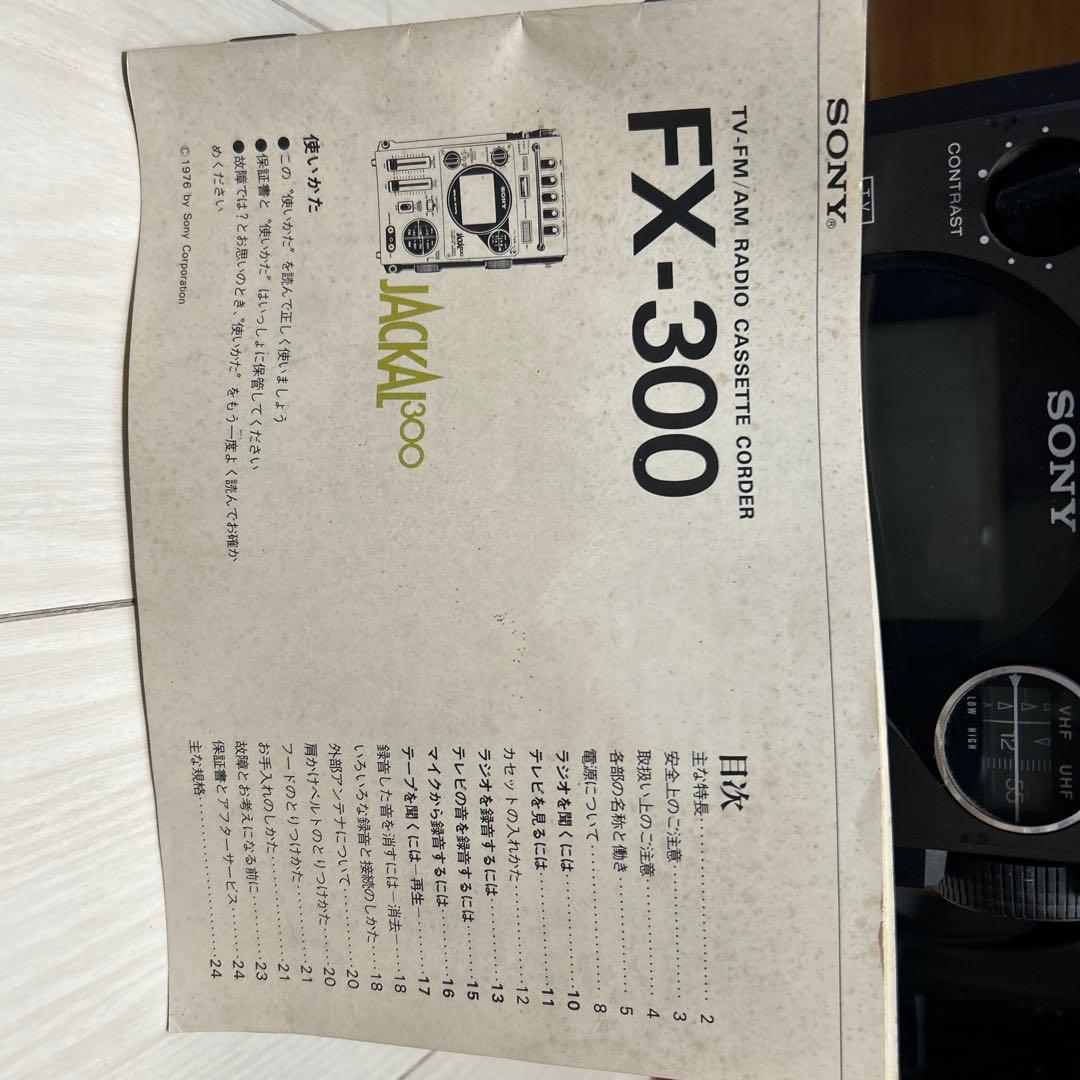 SONY®
TV-FM/AM RADIO CASSETTE CORDER
FX-300
JACKAL300
使いかた
●この〝使いかた〟を読んで正しく使いましょう
●保証書と〝使いかた〟はいっしょに保管してください
●故障では?とお思いのとき、〝使いかた〟をもう一度よく読んでお確か
めください
©1976 by Sony Corporation
目次
主な特長 2
安全上のご注意 3
取扱い上のご注意 4
各部の名称と働き 5
電源について 8
ラジオを聞くには 10
テレビを見るには 11
カセットの入れかた 12
ラジオを録音するには 13
テレビの音を録音するには 15
マイクから録音するには 16
テープを聞くには―再生― 17
録音した音を消すには―消去― 18
いろいろな録音と接続のしかた 18
外部アンテナについて 20
肩かけベルトのとりつけかた 20
フードのとりつけかた 21
お手入れのしかた 21
故障とお考えになる前に 23
保証書とアフターサービス 24
主な規格 24
TV
CONTRAST
SONY
VHF UHF
12 55
LOW HIGH